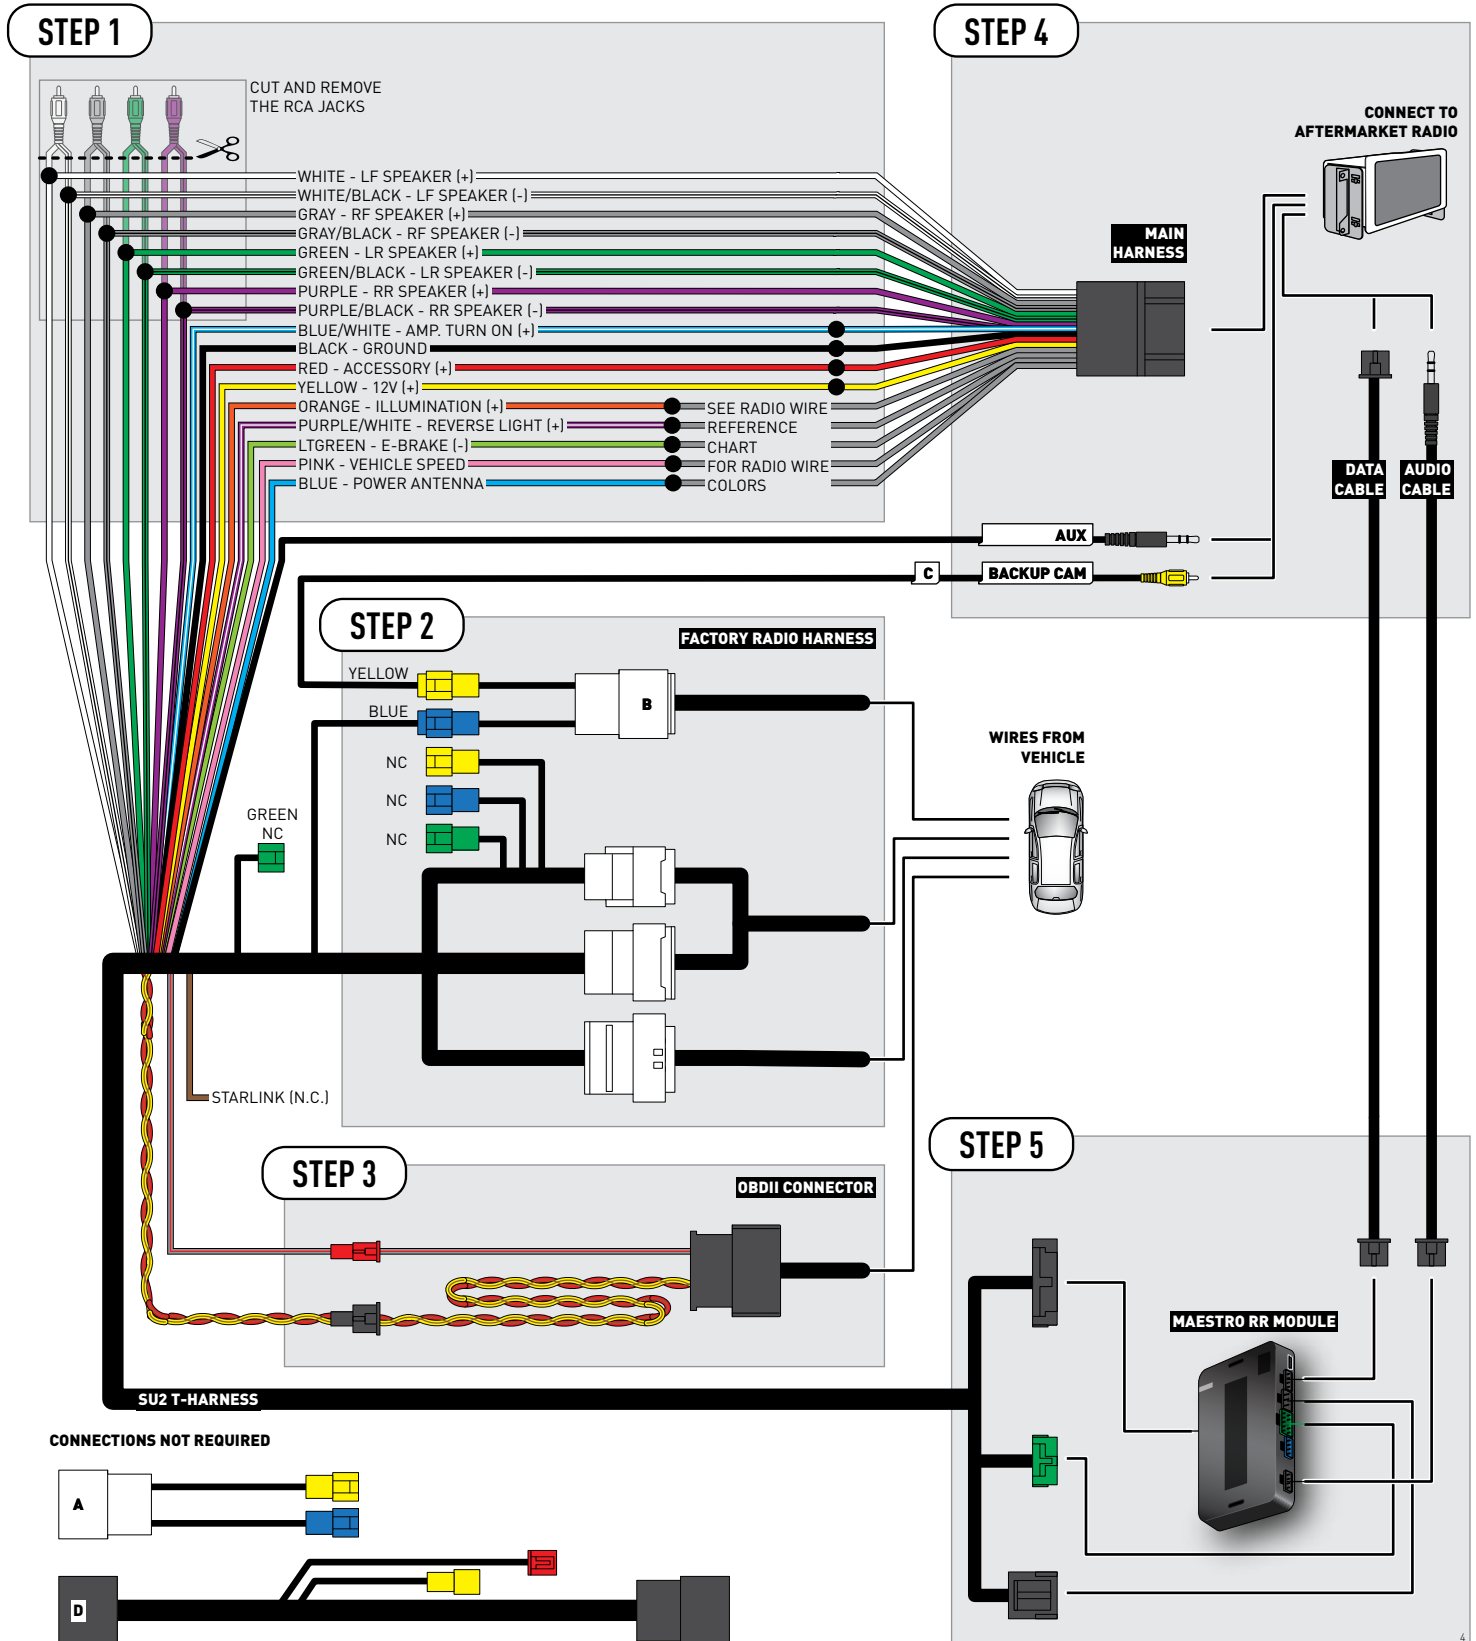 STEP 1
CUT AND REMOVE
THE RCA JACKS
WHITE - LF SPEAKER (+)
WHITE/BLACK - LF SPEAKER (-)
GRAY - RF SPEAKER (+)
GRAY/BLACK - RF SPEAKER (-)
GREEN - LR SPEAKER (+)
GREEN/BLACK - LR SPEAKER (-)
PURPLE - RR SPEAKER (+)
PURPLE/BLACK - RR SPEAKER (-)
BLUE/WHITE - AMP. TURN ON (+)
BLACK - GROUND
RED - ACCESSORY (+)
YELLOW - 12V (+)
ORANGE - ILLUMINATION (+)
PURPLE/WHITE - REVERSE LIGHT (+)
LTGREEN - E-BRAKE (-)
PINK - VEHICLE SPEED
BLUE - POWER ANTENNA
SEE RADIO WIRE
REFERENCE
CHART
FOR RADIO WIRE
COLORS
STEP 4
CONNECT TO
AFTERMARKET RADIO
MAIN
HARNESS
DATA
CABLE
AUDIO
CABLE
AUX
C
BACKUP CAM
STEP 2
FACTORY RADIO HARNESS
YELLOW
BLUE
NC
NC
NC
B
GREEN
NC
WIRES FROM
VEHICLE
STARLINK (N.C.)
STEP 3
OBDII CONNECTOR
STEP 5
MAESTRO RR MODULE
SU2 T-HARNESS
CONNECTIONS NOT REQUIRED
A
D
4